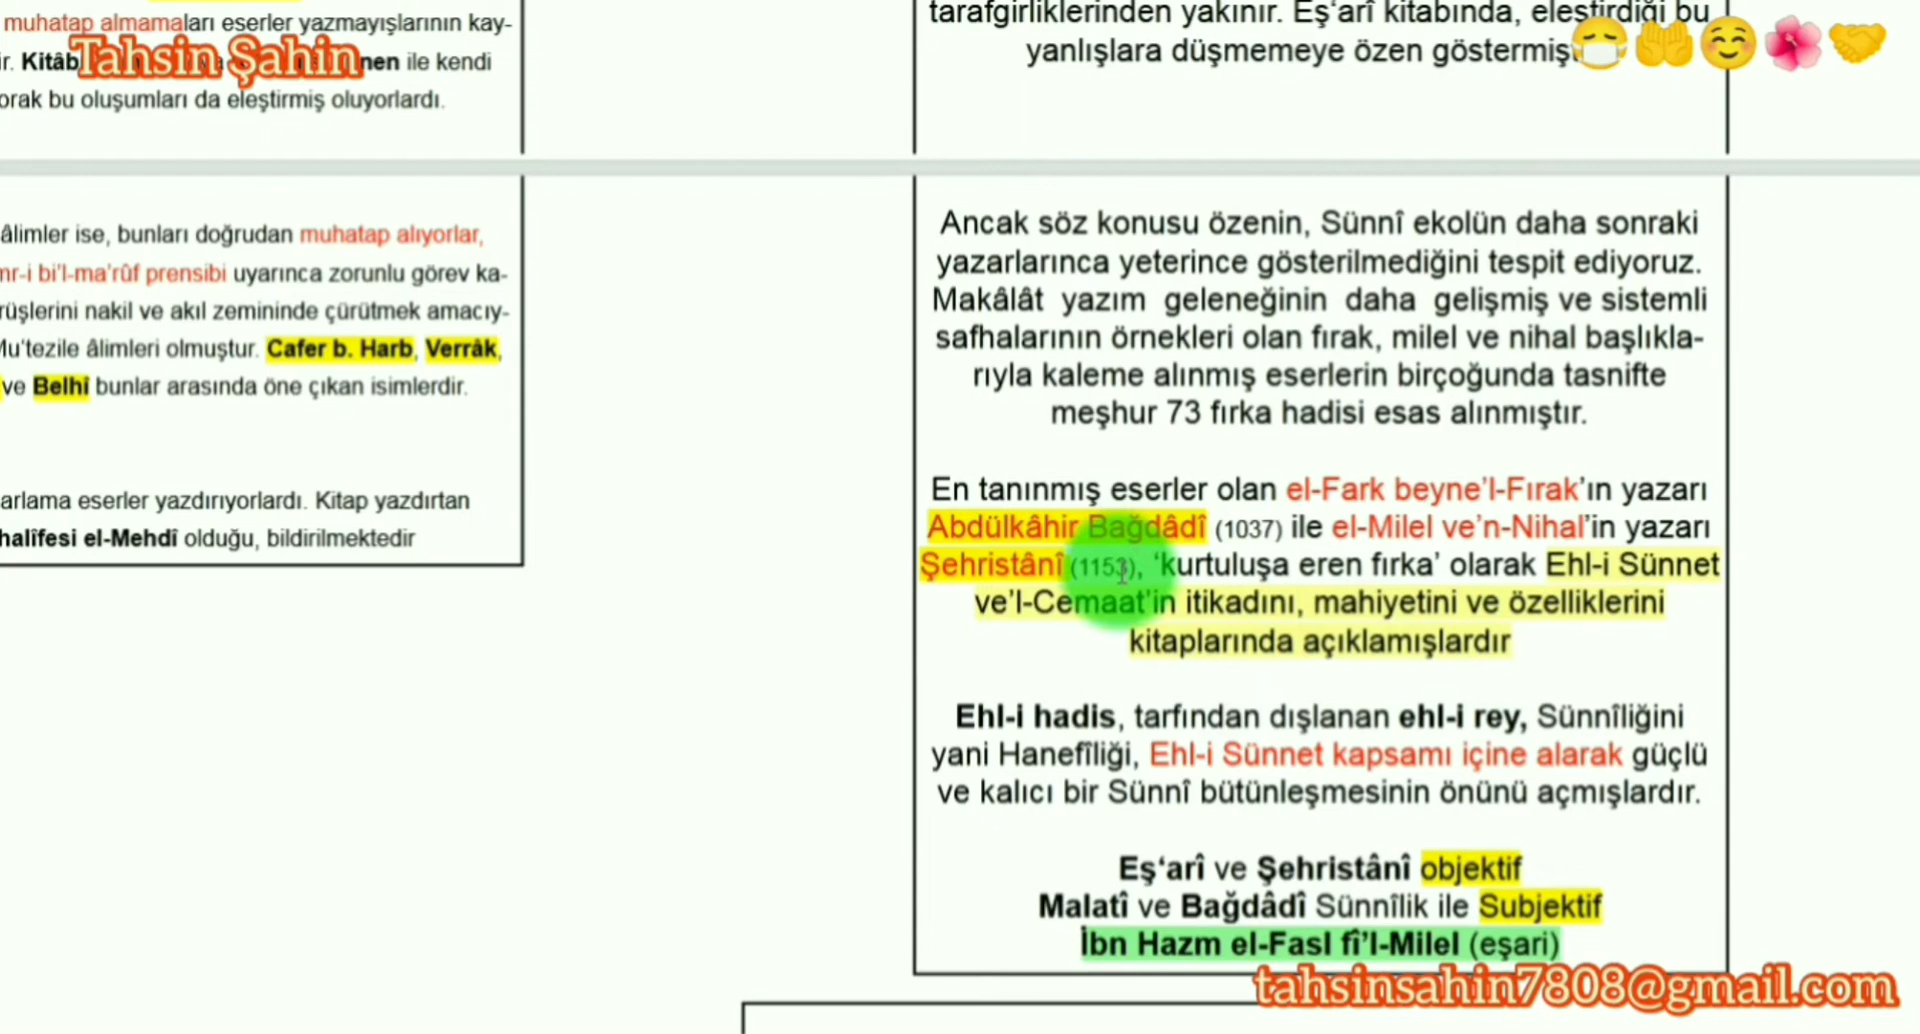 muhatap almamaları eserler yazmayışlarının kay-
ir. Kitâb nen ile kendi
orak bu oluşumları da eleştirmiş oluyorlardı.
Tahsin Şahin
âlimler ise, bunları doğrudan muhatap alıyorlar,
mr-i bi'l-ma'rûf prensibi uyarınca zorunlu görev ka-
rüşlerini nakil ve akıl zemininde çürütmek amacıy-
Mu'tezile âlimleri olmuştur. Cafer b. Harb, Verrâk,
ve Belhî bunlar arasında öne çıkan isimlerdir.
arlama eserler yazdırıyorlardı. Kitap yazdırtan
halîfesi el-Mehdî olduğu, bildirilmektedir
tarafgirliklerinden yakınır. Eş'arî kitabında, eleştirdiği bu
yanlışlara düşmemeye özen göstermiş.
Ancak söz konusu özenin, Sünnî ekolün daha sonraki
yazarlarınca yeterince gösterilmediğini tespit ediyoruz.
Makâlât yazım geleneğinin daha gelişmiş ve sistemli
safhalarının örnekleri olan fırak, milel ve nihal başlıkla-
rıyla kaleme alınmış eserlerin birçoğunda tasnifte
meşhur 73 fırka hadisi esas alınmıştır.
En tanınmış eserler olan el-Fark beyne'l-Fırak'ın yazarı
Abdülkâhir Bağdâdî (1037) ile el-Milel ve'n-Nihal'in yazarı
Şehristânî (1153), 'kurtuluşa eren fırka' olarak Ehl-i Sünnet
ve'l-Cemaat'in itikadını, mahiyetini ve özelliklerini
kitaplarında açıklamışlardır
Ehl-i hadis, tarfından dışlanan ehl-i rey, Sünnîliğini
yani Hanefîliği, Ehl-i Sünnet kapsamı içine alarak güçlü
ve kalıcı bir Sünnî bütünleşmesinin önünü açmışlardır.
Eş'arî ve Şehristânî objektif
Malatî ve Bağdâdî Sünnîlik ile Subjektif
İbn Hazm el-Fasl fî'l-Milel (eşari)
tahsinsahin7808@gmail.com